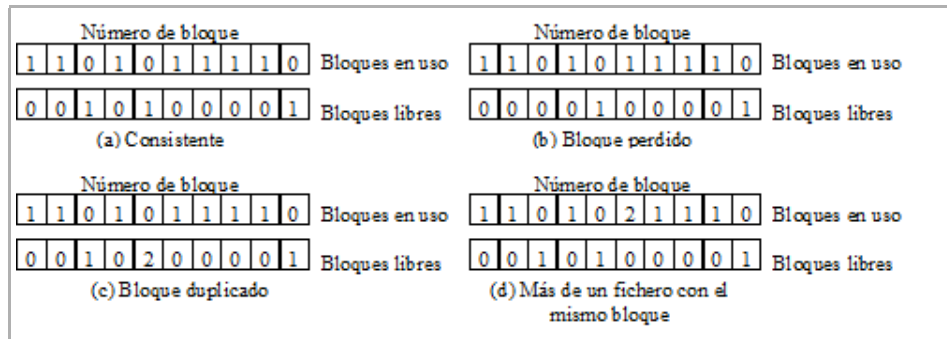 Número de bloque
1 1 0 1 0 1 1 1 1 0 Bloques en uso
0 0 1 0 1 0 0 0 0 1 Bloques libres
(a) Consistente
Número de bloque
1 1 0 1 0 1 1 1 1 0 Bloques en uso
0 0 0 0 1 0 0 0 0 1 Bloques libres
(b) Bloque perdido
Número de bloque
1 1 0 1 0 1 1 1 1 0 Bloques en uso
0 0 1 0 2 0 0 0 0 1 Bloques libres
(c) Bloque duplicado
Número de bloque
1 1 0 1 0 2 1 1 1 0 Bloques en uso
0 0 1 0 1 0 0 0 0 1 Bloques libres
(d) Más de un fichero con el
mismo bloque